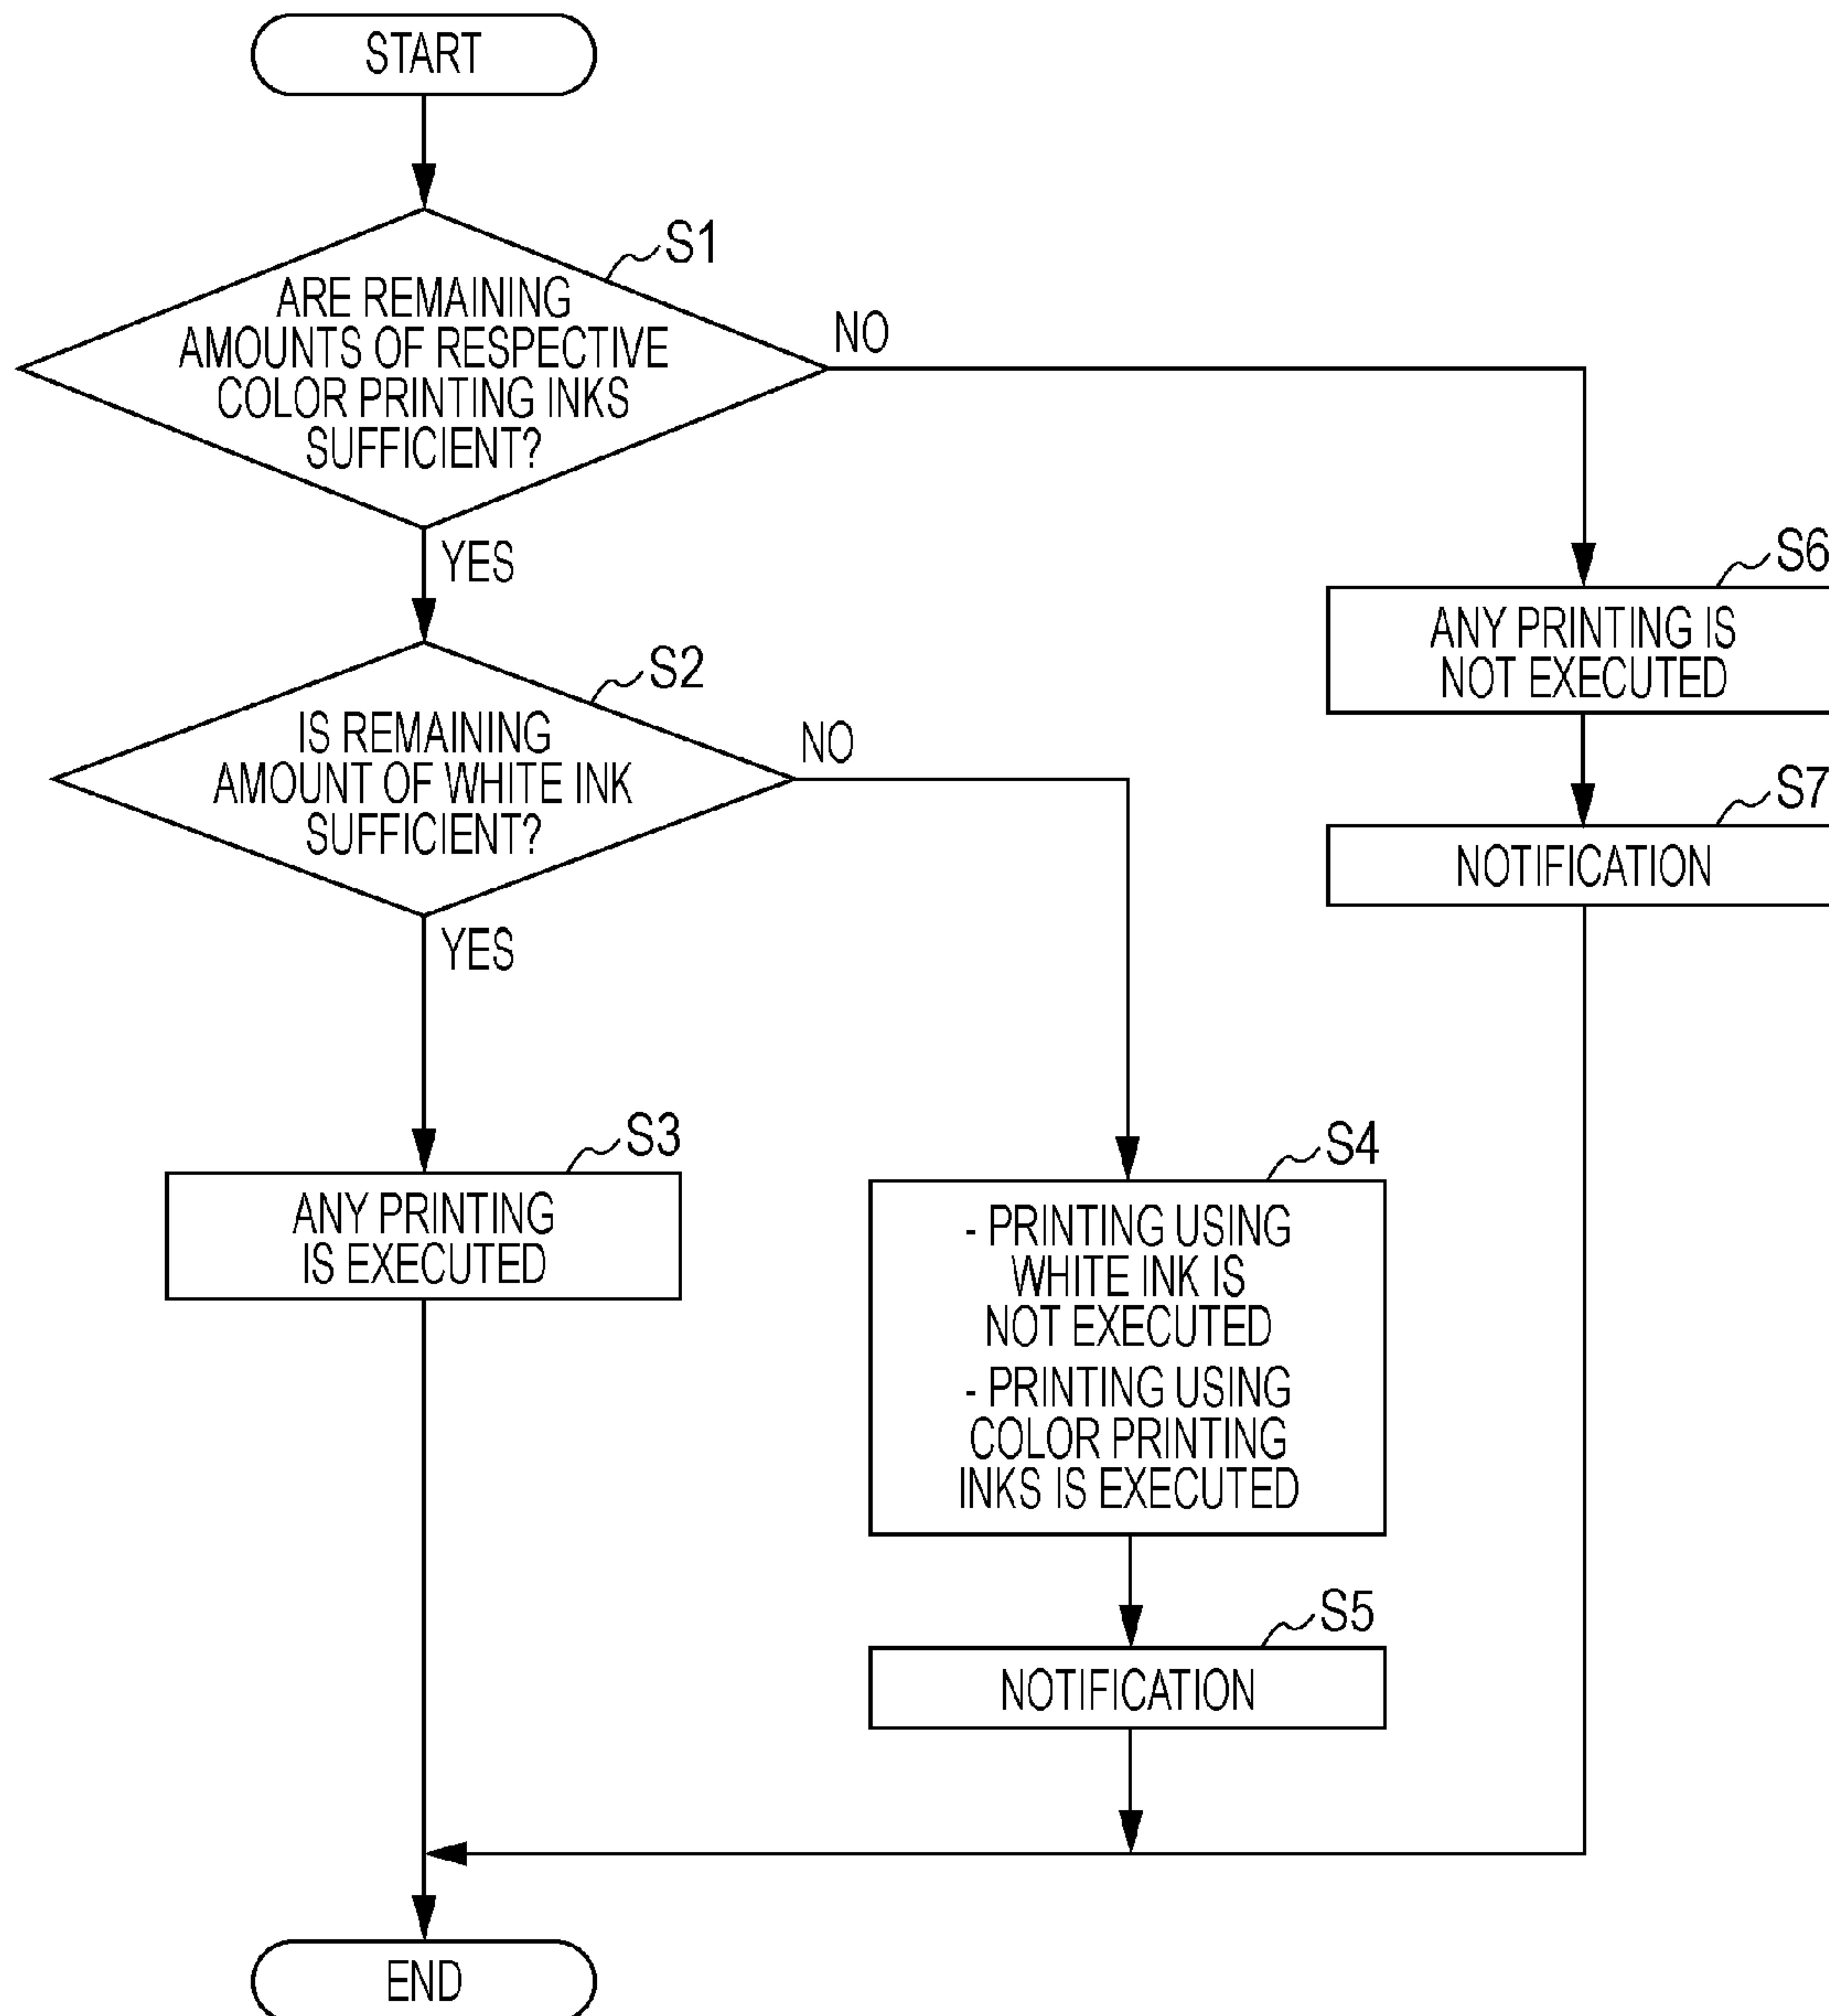 START
S1
ARE REMAINING
AMOUNTS OF RESPECTIVE
COLOR PRINTING INKS
SUFFICIENT?
NO
YES
S6
ANY PRINTING IS
NOT EXECUTED
S2
IS REMAINING
AMOUNT OF WHITE INK
SUFFICIENT?
NO
YES
S7
NOTIFICATION
S3
ANY PRINTING
IS EXECUTED
S4
- PRINTING USING
WHITE INK IS
NOT EXECUTED
- PRINTING USING
COLOR PRINTING
INKS IS EXECUTED
S5
NOTIFICATION
END